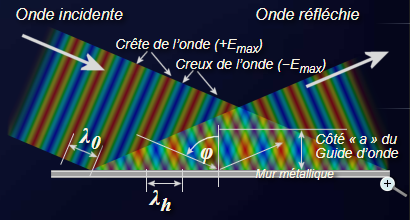 Onde incidente
Onde réfléchie
Crête de l'onde (+Emax)
Creux de l'onde (−Emax)
λ0
φ
Côté « a » du
Guide d'onde
Mur métallique
λh